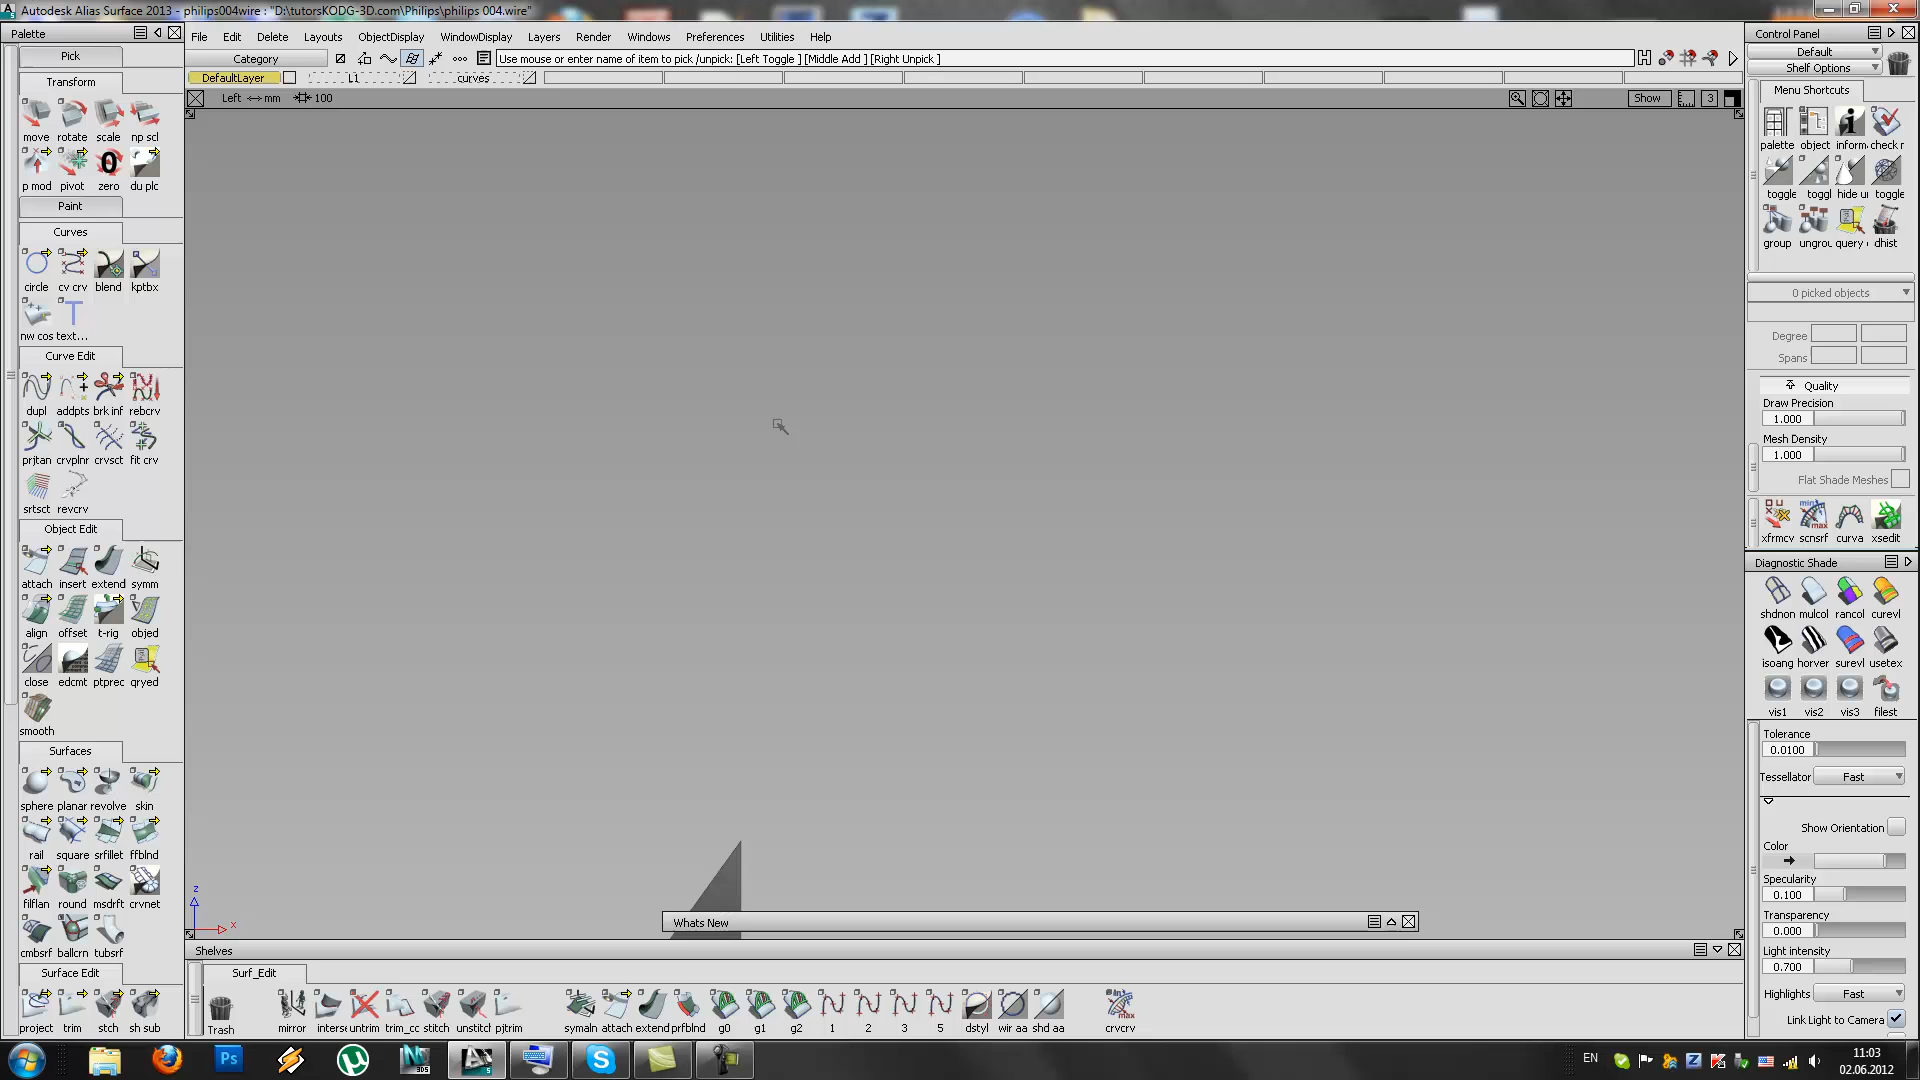 Autodesk Alias Surface 2013 - philips004wire : "D:\tutorsKODG-3D.com\Philips\philips 004.wire"
Palette
Control Panel
File Edit Delete Layouts ObjectDisplay WindowDisplay Layers Render Windows Preferences Utilities Help
Category
Use mouse or enter name of item to pick /unpick: [Left Toggle ] [Middle Add ] [Right Unpick ]
DefaultLayer L1 curves
Left mm 100 Show 3
Pick
Transform
move rotate scale np scl
p mod pivot zero du plc
Paint
Curves
circle cv crv blend kptbx
nw cos text...
Curve Edit
dupl addpts brk inf rebcrv
prjtan crvplnr crvsct fit crv
srtsct revcrv
Object Edit
attach insert extend symm
align offset t-rig objed
close edcmt ptprec qryed
smooth
Surfaces
sphere planar revolve skin
rail square srfillet ffblnd
filflan round msdrft crvnet
cmbsrf ballcrn tubsrf
Surface Edit
project trim stch sh sub
z
x
Whats New
Shelves
Surf_Edit
Trash mirror interse untrim trim_cc stitch unstitch pjtrim symaln attach extend prfblnd g0 g1 g2 1 2 3 5 dstyl wir aa shd aa crvcrv
Default
Shelf Options
Menu Shortcuts
palette object inform check r
toggle toggl hide u toggle
group ungrou query dhist
0 picked objects
Degree
Spans
Quality
Draw Precision
1.000
Mesh Density
1.000
Flat Shade Meshes
xfrmcv scnsrf curva xsedit
Diagnostic Shade
shdnon mulcol rancol curevl
isoang horver surevl usetex
vis1 vis2 vis3 filest
Tolerance
0.0100
Tessellator Fast
Show Orientation
Color
Specularity
0.100
Transparency
0.000
Light intensity
0.700
Highlights Fast
Link Light to Camera
EN
11:03
02.06.2012